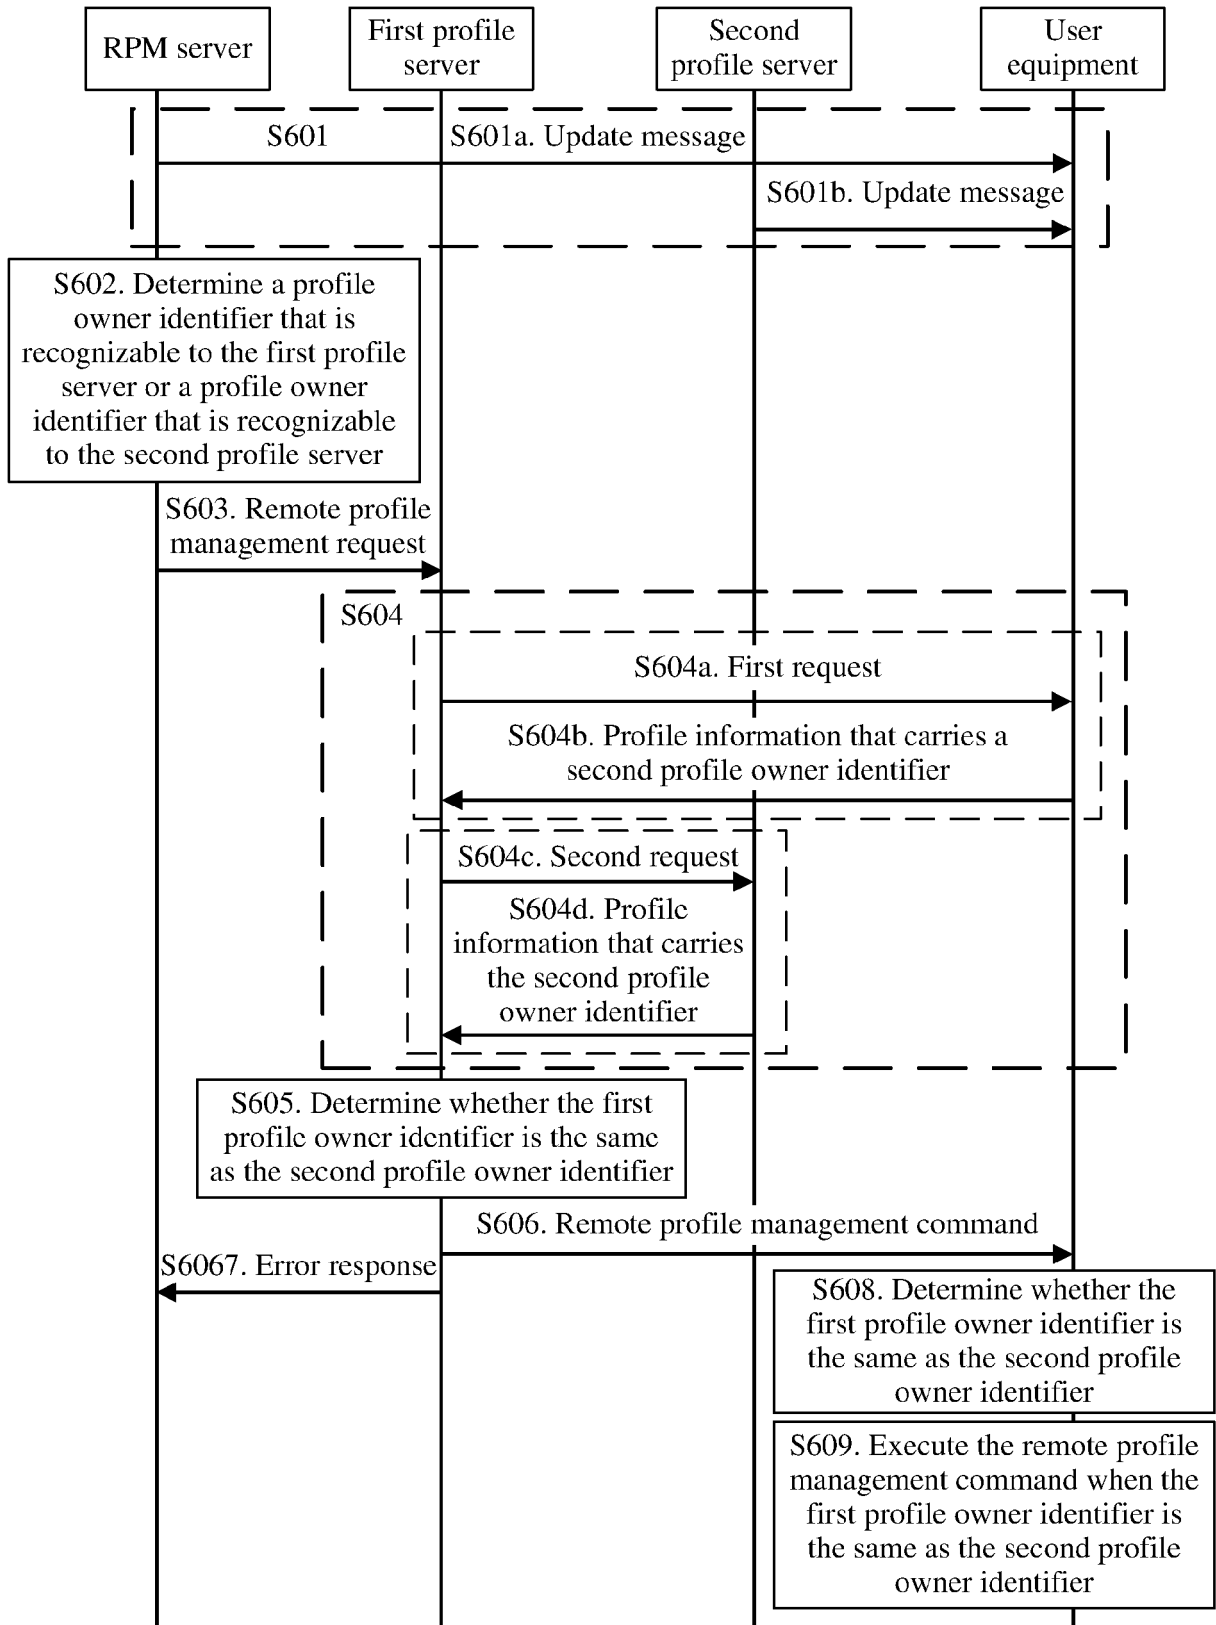 RPM server
First profile
server
Second
profile server
User
equipment
S601
S601a. Update message
S601b. Update message
S602. Determine a profile
owner identifier that is
recognizable to the first profile
server or a profile owner
identifier that is recognizable
to the second profile server
S603. Remote profile
management request
S604
S604a. First request
S604b. Profile information that carries a
second profile owner identifier
S604c. Second request
S604d. Profile
information that carries
the second profile
owner identifier
S605. Determine whether the first
profile owner identifier is the same
as the second profile owner identifier
S606. Remote profile management command
S6067. Error response
S608. Determine whether the
first profile owner identifier is
the same as the second profile
owner identifier
S609. Execute the remote profile
management command when the
first profile owner identifier is
the same as the second profile
owner identifier